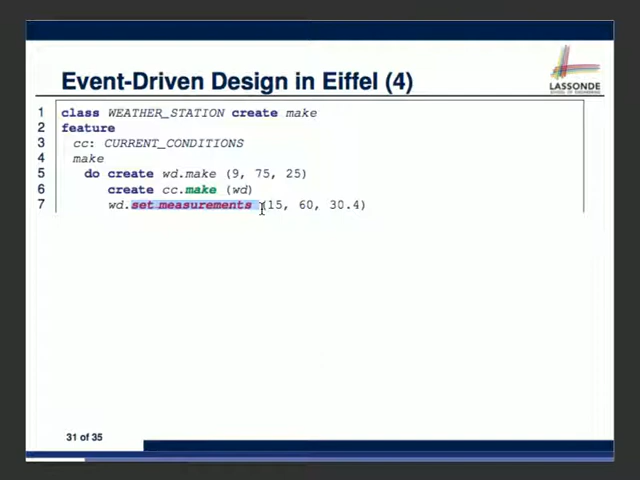 Event-Driven Design in Eiffel (4)
LASSONDE
1 class WEATHER_STATION create make
2 feature
3 cc: CURRENT_CONDITIONS
4 make
5 do create wd.make (9, 75, 25)
6 create cc.make (wd)
7 wd.set_measurements (15, 60, 30.4)
31 of 35